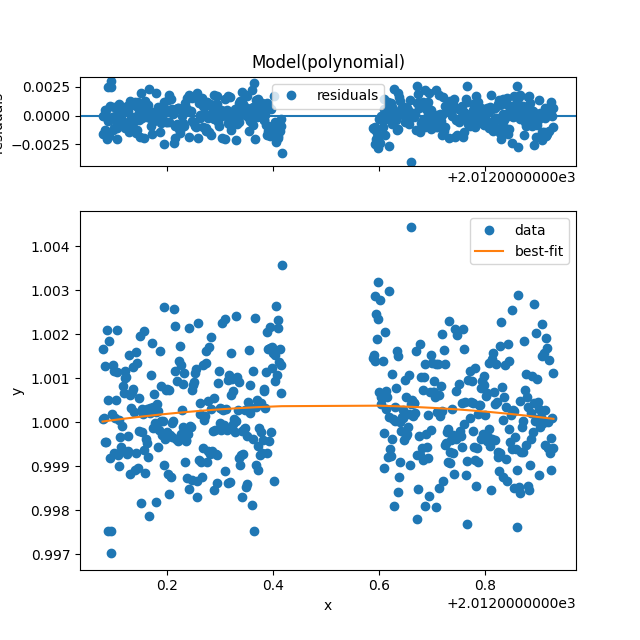 Model(polynomial)
0.0025
0.0000
−0.0025
residuals
+2.0120000000e3
1.004
1.003
1.002
1.001
1.000
0.999
0.998
0.997
y
data
best-fit
0.2
0.4
0.6
0.8
x
+2.0120000000e3